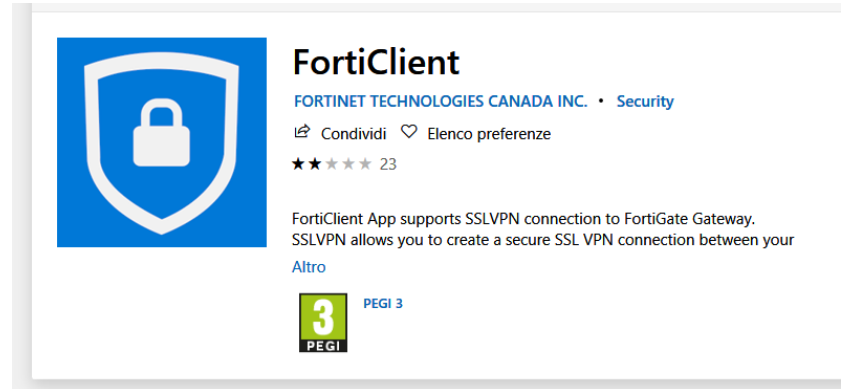 FortiClient
FORTINET TECHNOLOGIES CANADA INC. • Security
Condividi Elenco preferenze
23
FortiClient App supports SSLVPN connection to FortiGate Gateway.
SSLVPN allows you to create a secure SSL VPN connection between your
Altro
3
PEGI
PEGI 3